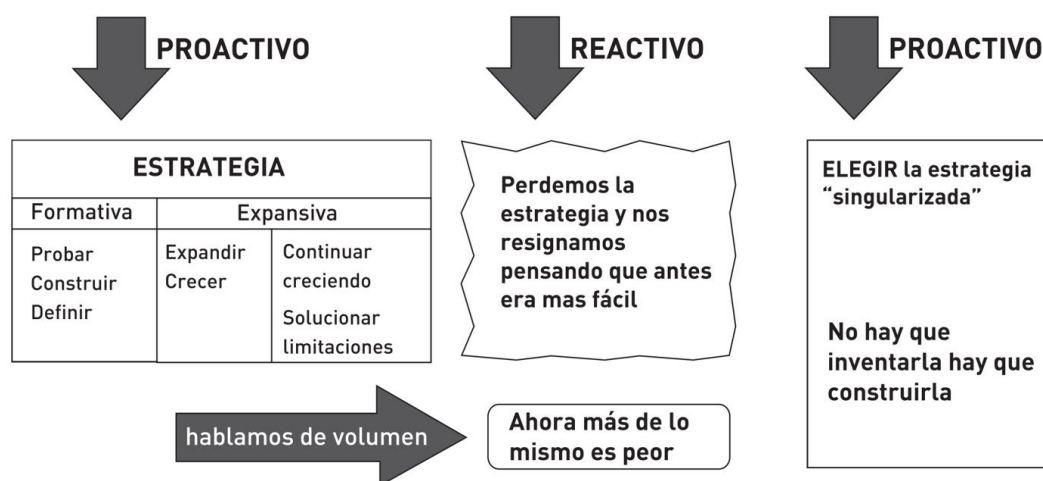 PROACTIVO
ESTRATEGIA
Formativa
Expansiva
Probar
Construir
Definir
Expandir
Crecer
Continuar
creciendo
Solucionar
limitaciones
hablamos de volumen
REACTIVO
Perdemos la
estrategia y nos
resignamos
pensando que antes
era mas fácil
Ahora más de lo
mismo es peor
PROACTIVO
ELEGIR la estrategia
“singularizada”
No hay que
inventarla hay que
construirla